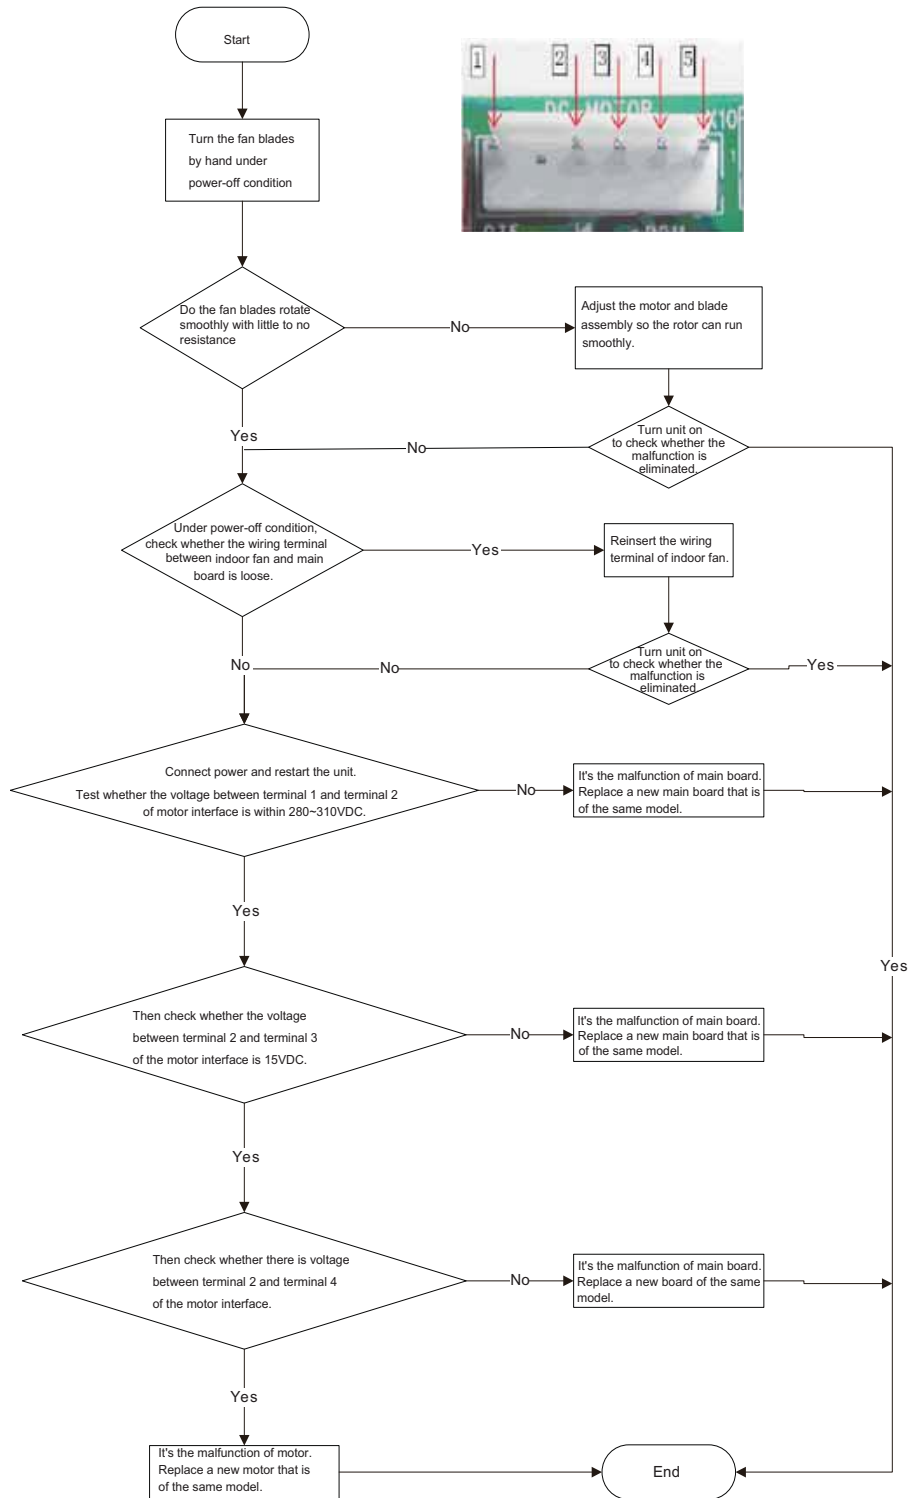 Start
1
2
3
4
5
DC MOTOR
Turn the fan blades
by hand under
power-off condition
Do the fan blades rotate
smoothly with little to no
resistance
No
Adjust the motor and blade
assembly so the rotor can run
smoothly.
Yes
No
Turn unit on
to check whether the
malfunction is
eliminated.
Under power-off condition,
check whether the wiring terminal
between indoor fan and main
board is loose.
Yes
Reinsert the wiring
terminal of indoor fan.
No
No
Turn unit on
to check whether the
malfunction is
eliminated
Yes
Connect power and restart the unit.
Test whether the voltage between terminal 1 and terminal 2
of motor interface is within 280~310VDC.
No
It's the malfunction of main board.
Replace a new main board that is
of the same model.
Yes
Yes
Then check whether the voltage
between terminal 2 and terminal 3
of the motor interface is 15VDC.
No
It's the malfunction of main board.
Replace a new main board that is
of the same model.
Yes
Then check whether there is voltage
between terminal 2 and terminal 4
of the motor interface.
No
It's the malfunction of main board.
Replace a new board of the same
model.
Yes
It's the malfunction of motor.
Replace a new motor that is
of the same model.
End